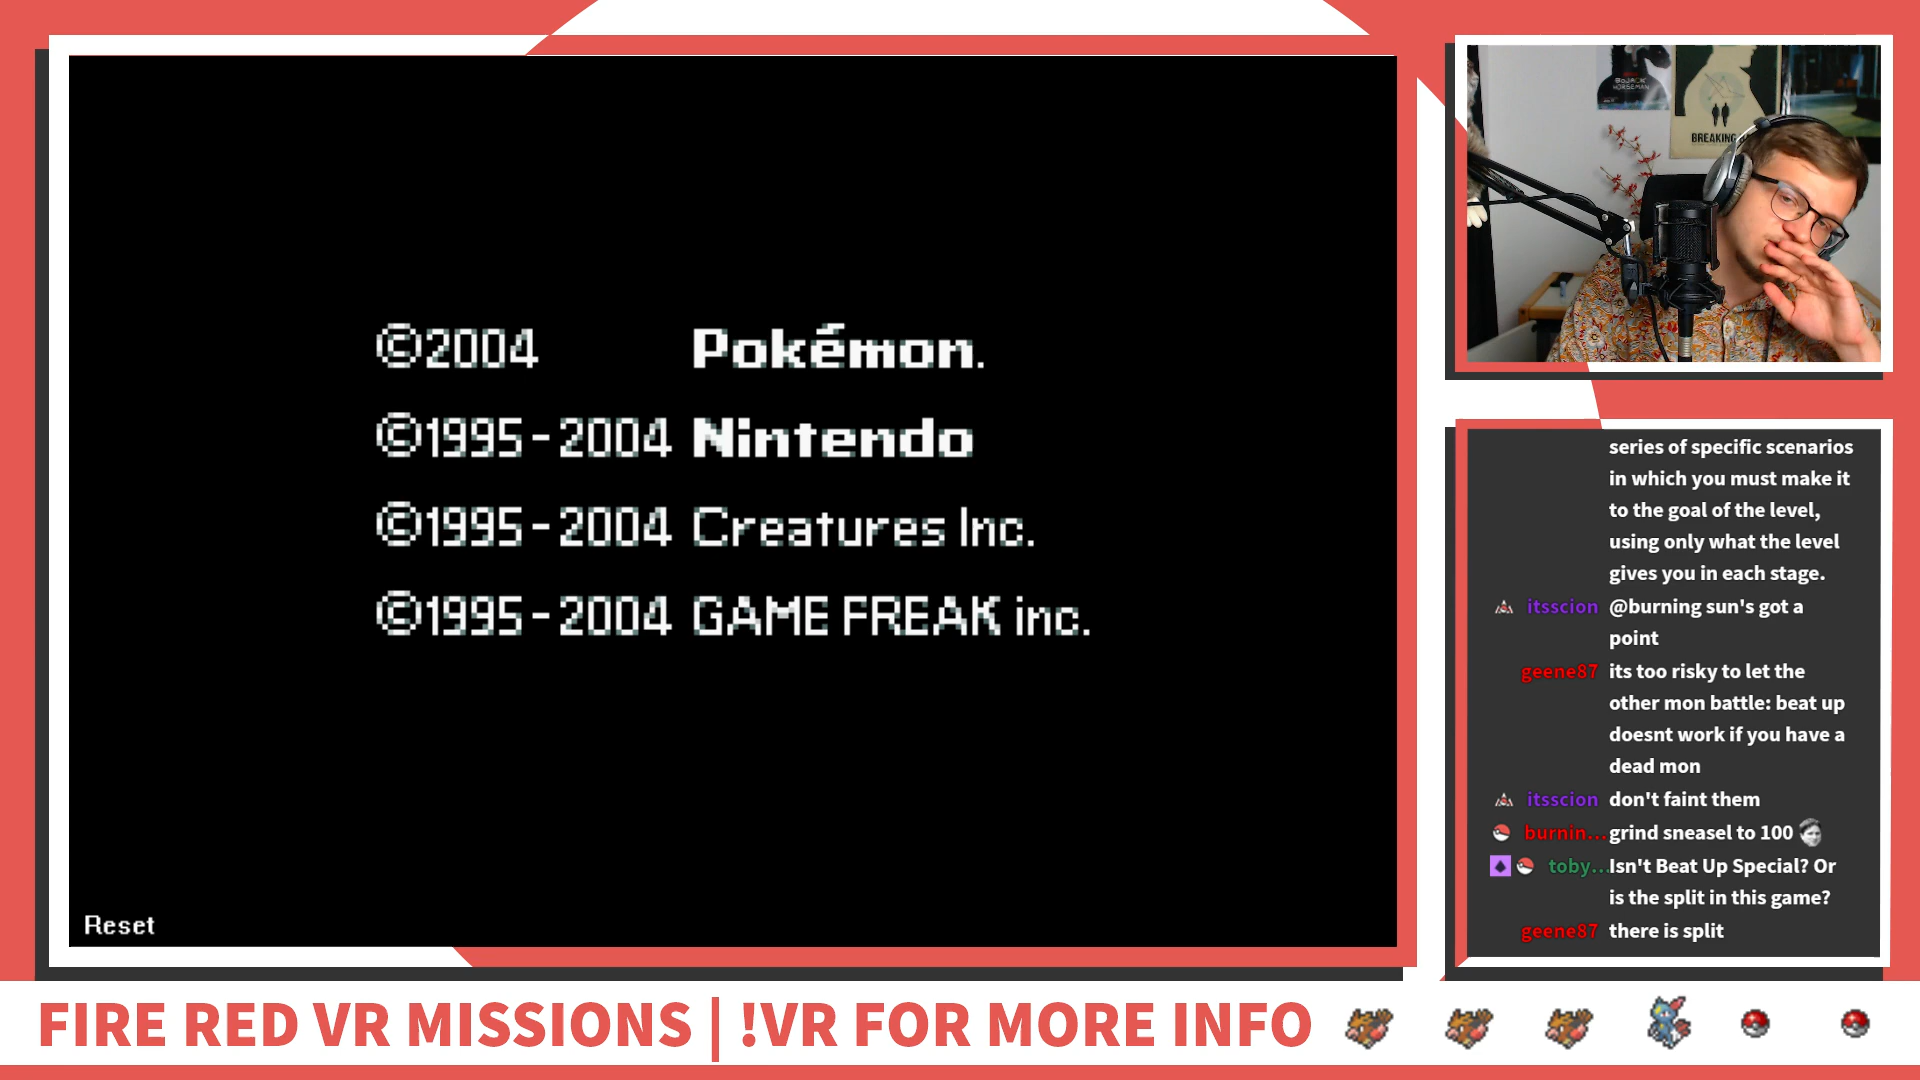 ©2004 Pokémon.
©1995-2004 Nintendo
©1995-2004 Creatures Inc.
©1995-2004 GAME FREAK inc.
Reset
BOJACK
HORSEMAN
BREAKING
series of specific scenarios
in which you must make it
to the goal of the level,
using only what the level
gives you in each stage.
itsscion @burning sun's got a
point
geene87 its too risky to let the
other mon battle: beat up
doesnt work if you have a
dead mon
itsscion don't faint them
burnin... grind sneasel to 100
toby... Isn't Beat Up Special? Or
is the split in this game?
geene87 there is split
FIRE RED VR MISSIONS | !VR FOR MORE INFO